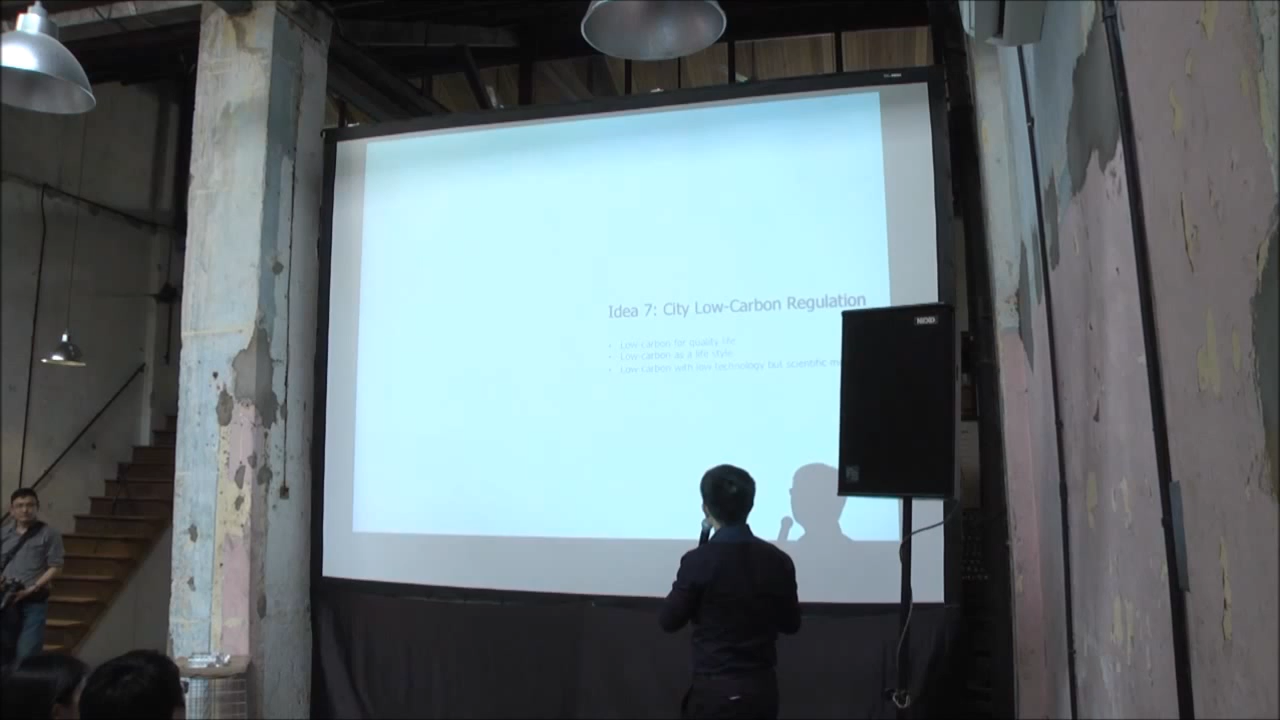 Idea 7: City Low-Carbon Regulation
• Low-carbon for quality life
• Low-carbon as a life style
• Low-carbon with low technology but scientific